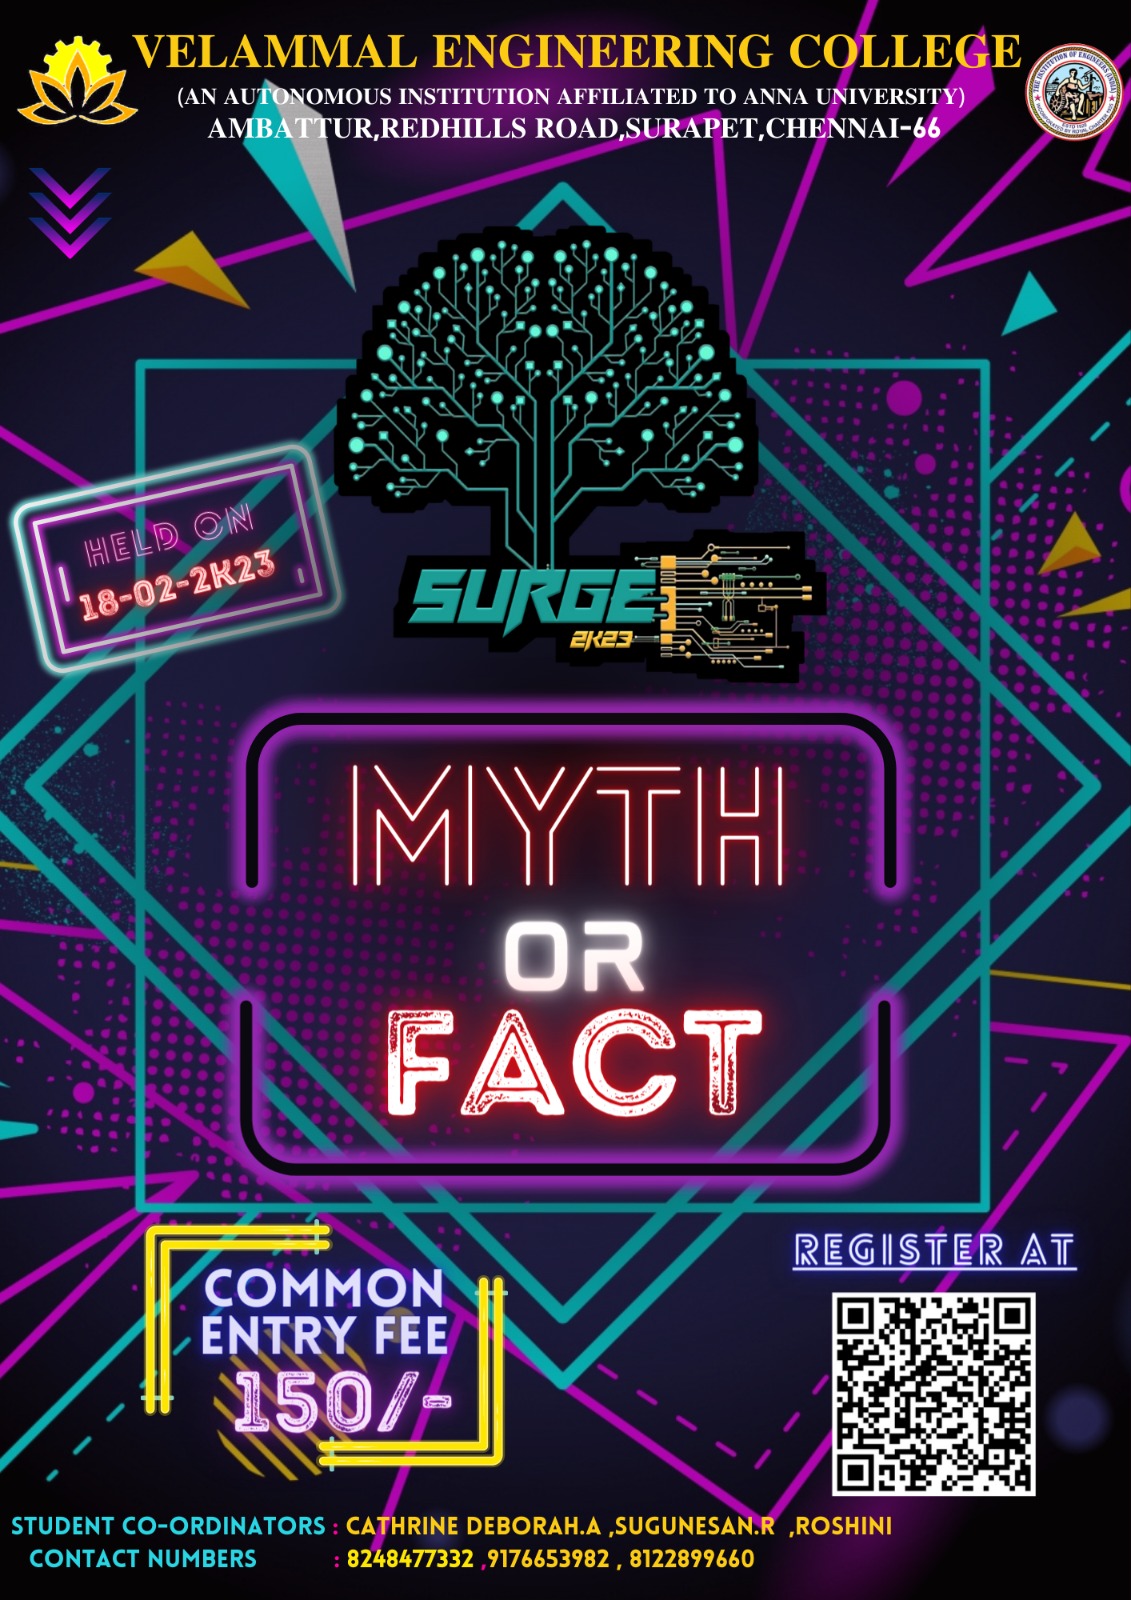 VELAMMAL ENGINEERING COLLEGE
(AN AUTONOMOUS INSTITUTION AFFILIATED TO ANNA UNIVERSITY)
AMBATTUR,REDHILLS ROAD,SURAPET,CHENNAI-66
HELD ON
18-02-2K23
SURGE
2K23
MYTH
OR
FACT
COMMON
ENTRY FEE
150/-
REGISTER AT
STUDENT CO-ORDINATORS : CATHRINE DEBORAH.A ,SUGUNESAN.R ,ROSHINI
CONTACT NUMBERS : 8248477332 ,9176653982 , 8122899660